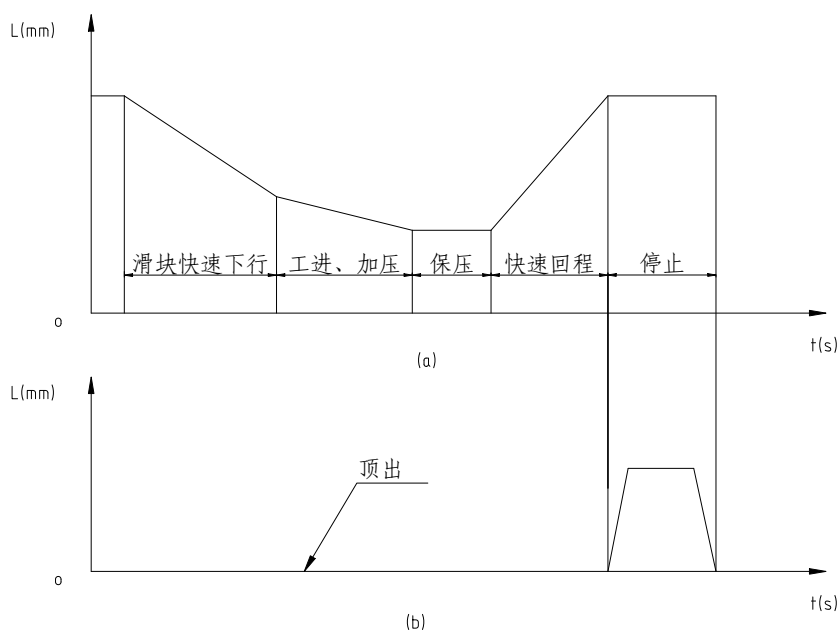 L(mm)
滑块快速下行
工进、加压
保压
快速回程
停止
o
t(s)
(a)
L(mm)
顶出
o
t(s)
(b)